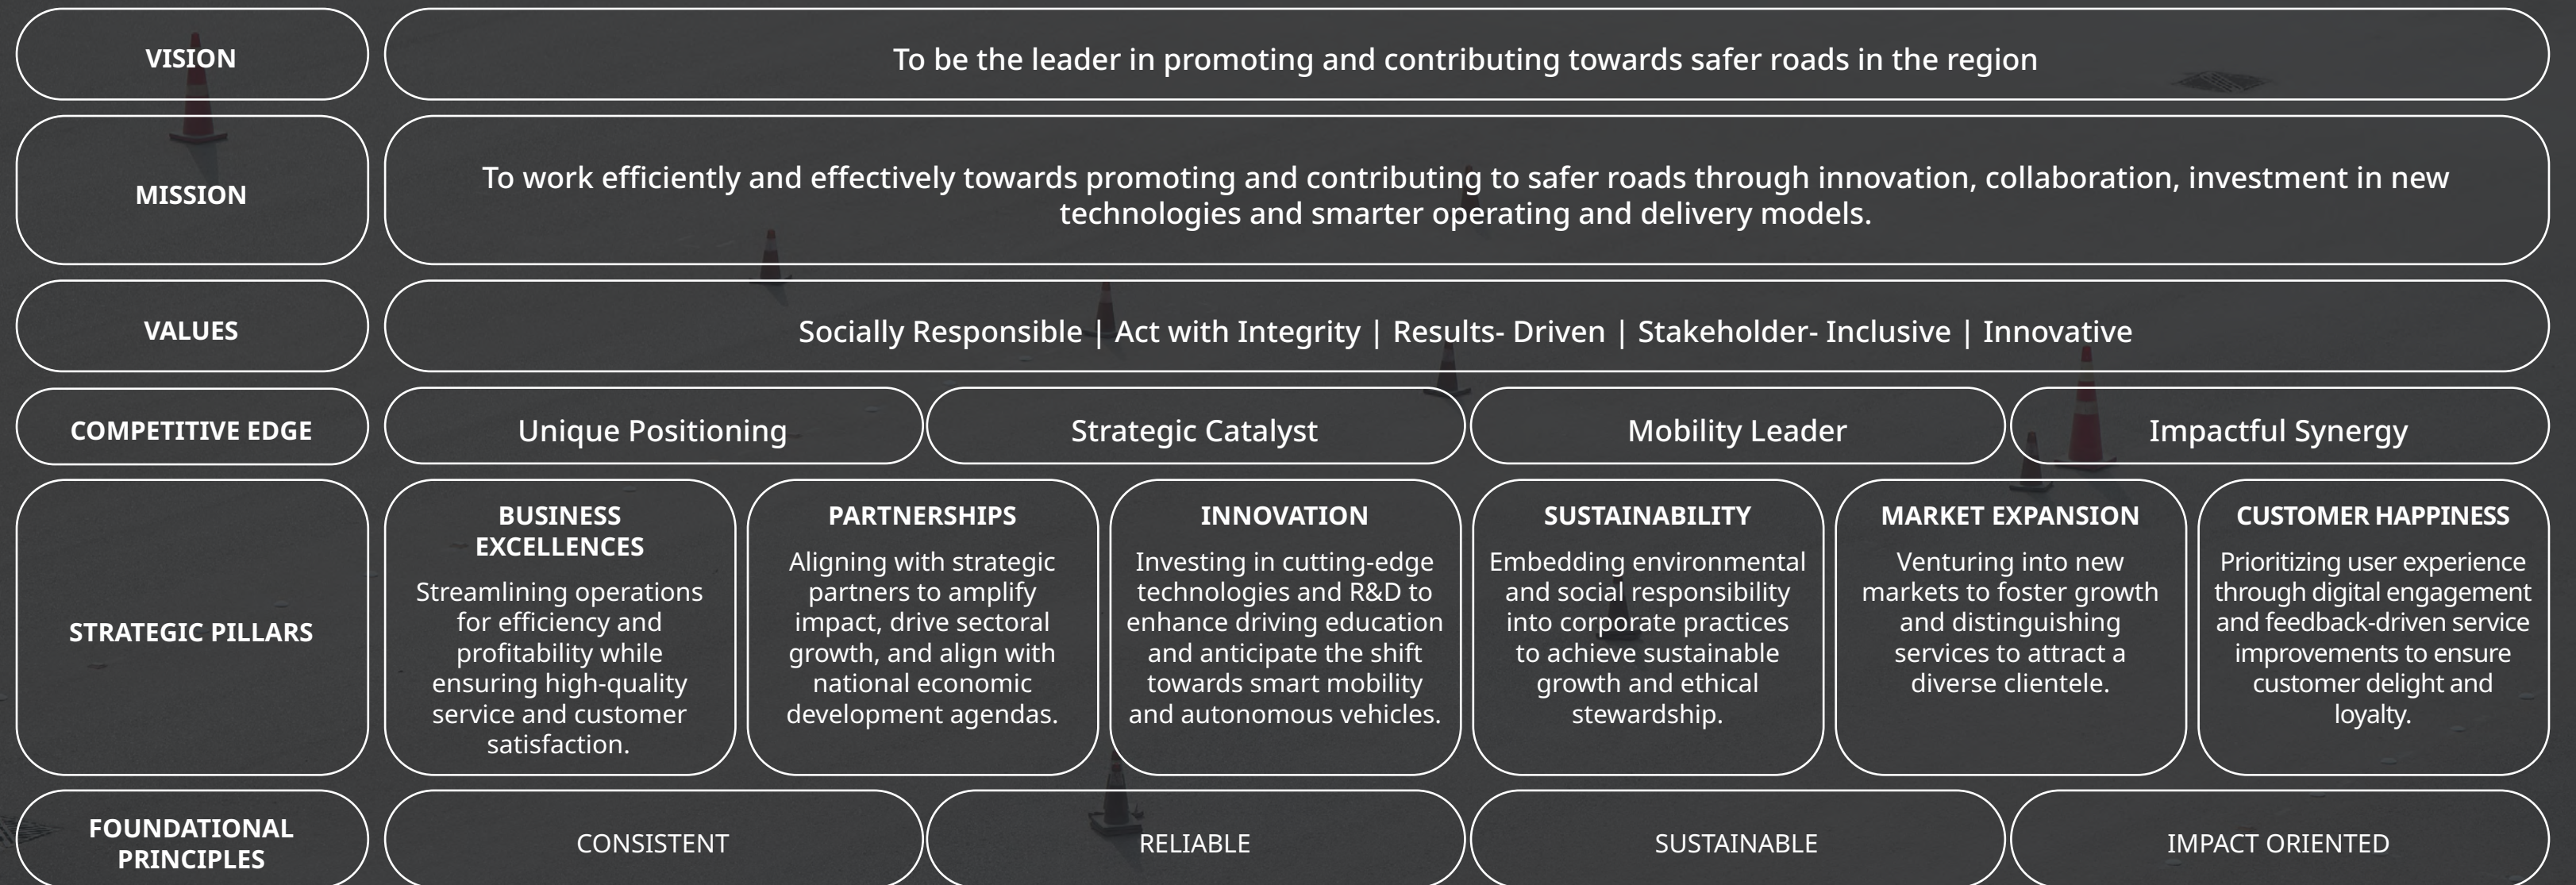 VISION
To be the leader in promoting and contributing towards safer roads in the region
MISSION
To work efficiently and effectively towards promoting and contributing to safer roads through innovation, collaboration, investment in new
technologies and smarter operating and delivery models.
VALUES
Socially Responsible | Act with Integrity | Results- Driven | Stakeholder- Inclusive | Innovative
COMPETITIVE EDGE
Unique Positioning
Strategic Catalyst
Mobility Leader
Impactful Synergy
STRATEGIC PILLARS
BUSINESS
EXCELLENCES
Streamlining operations
for efficiency and
profitability while
ensuring high-quality
service and customer
satisfaction.
PARTNERSHIPS
Aligning with strategic
partners to amplify
impact, drive sectoral
growth, and align with
national economic
development agendas.
INNOVATION
Investing in cutting-edge
technologies and R&D to
enhance driving education
and anticipate the shift
towards smart mobility
and autonomous vehicles.
SUSTAINABILITY
Embedding environmental
and social responsibility
into corporate practices
to achieve sustainable
growth and ethical
stewardship.
MARKET EXPANSION
Venturing into new
markets to foster growth
and distinguishing
services to attract a
diverse clientele.
CUSTOMER HAPPINESS
Prioritizing user experience
through digital engagement
and feedback-driven service
improvements to ensure
customer delight and
loyalty.
FOUNDATIONAL
PRINCIPLES
CONSISTENT
RELIABLE
SUSTAINABLE
IMPACT ORIENTED